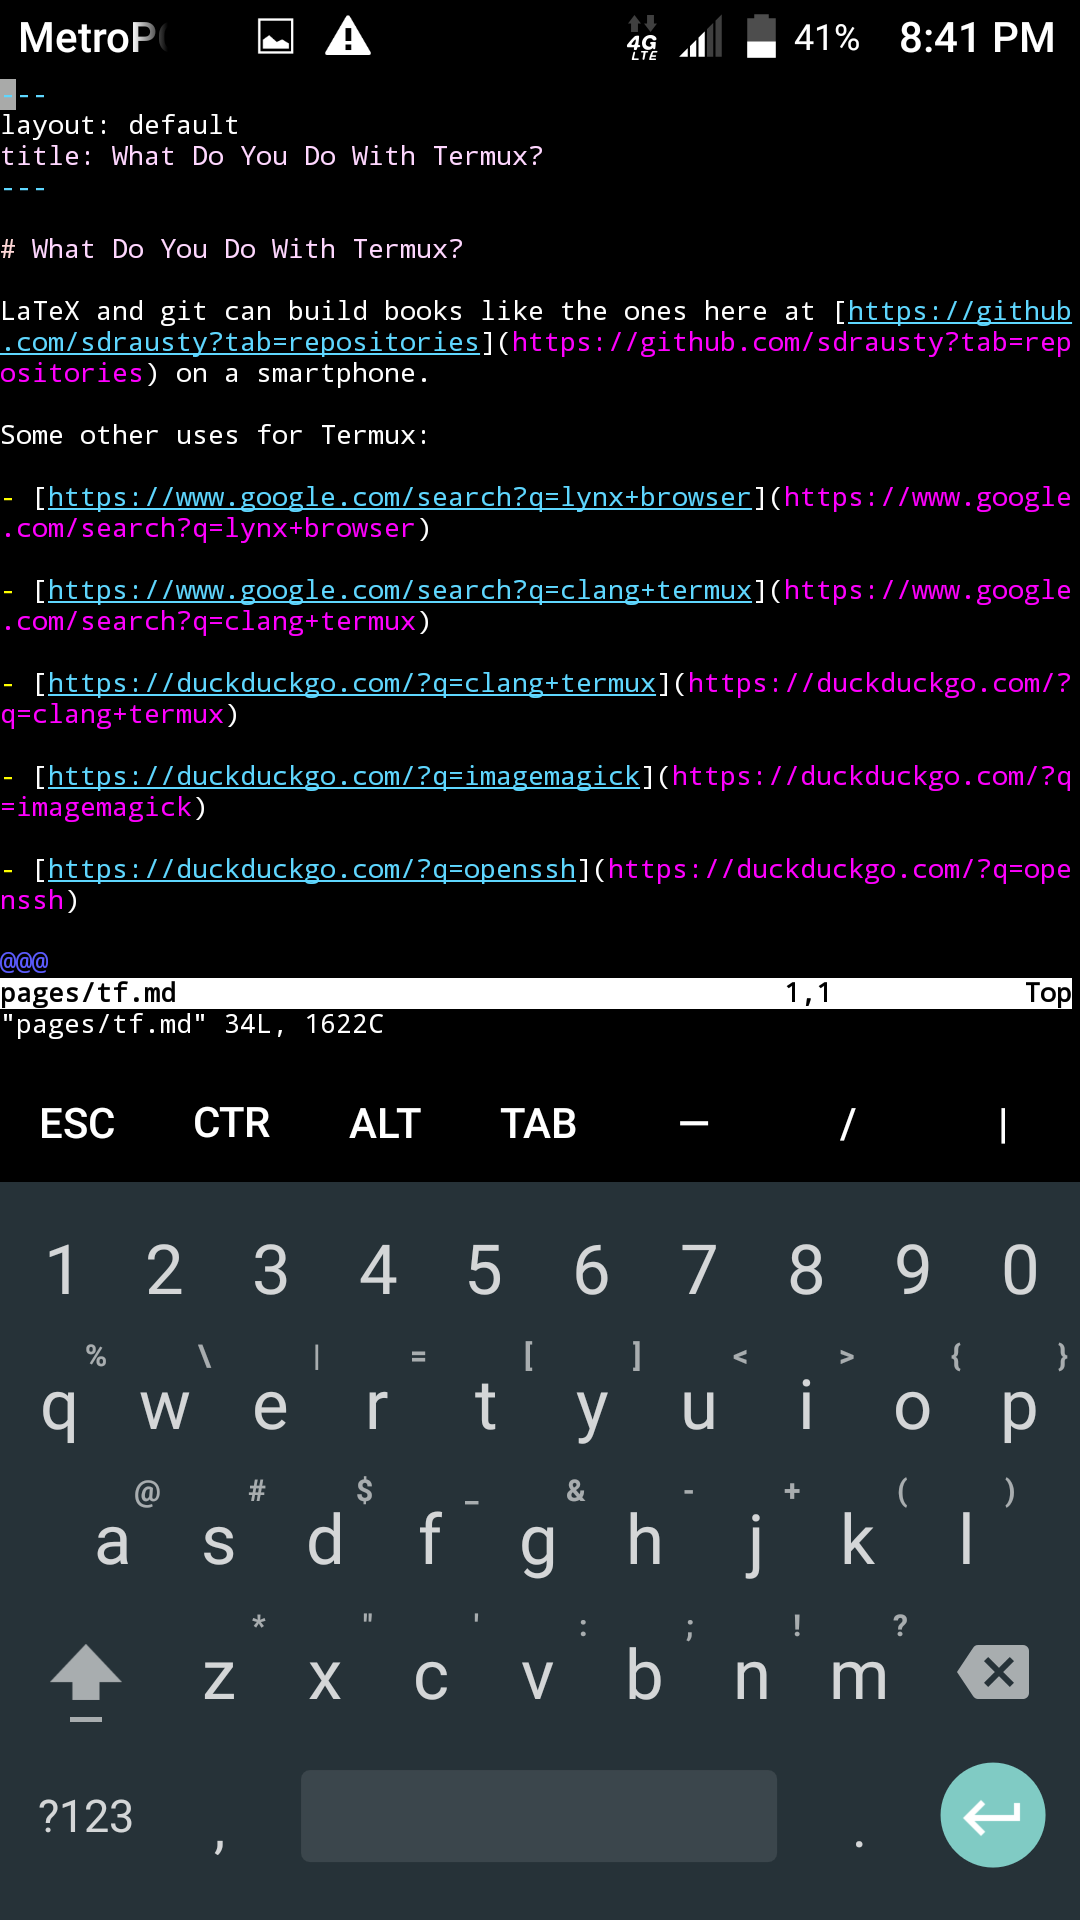 MetroP
4G LTE 41% 8:41 PM
---
layout: default
title: What Do You Do With Termux?
---
# What Do You Do With Termux?
LaTeX and git can build books like the ones here at [https://github
.com/sdrausty?tab=repositories](https://github.com/sdrausty?tab=rep
ositories) on a smartphone.
Some other uses for Termux:
- [https://www.google.com/search?q=lynx+browser](https://www.google
.com/search?q=lynx+browser)
- [https://www.google.com/search?q=clang+termux](https://www.google
.com/search?q=clang+termux)
- [https://duckduckgo.com/?q=clang+termux](https://duckduckgo.com/?
q=clang+termux)
- [https://duckduckgo.com/?q=imagemagick](https://duckduckgo.com/?q
=imagemagick)
- [https://duckduckgo.com/?q=openssh](https://duckduckgo.com/?q=ope
nssh)
@@@
pages/tf.md 1,1 Top
"pages/tf.md" 34L, 1622C
ESC CTR ALT TAB — / |
1 2 3 4 5 6 7 8 9 0
% \ | = [ ] < > { }
q w e r t y u i o p
@ # $ _ & - + ( )
a s d f g h j k l
* " ' : ; ! ?
z x c v b n m
?123 , .